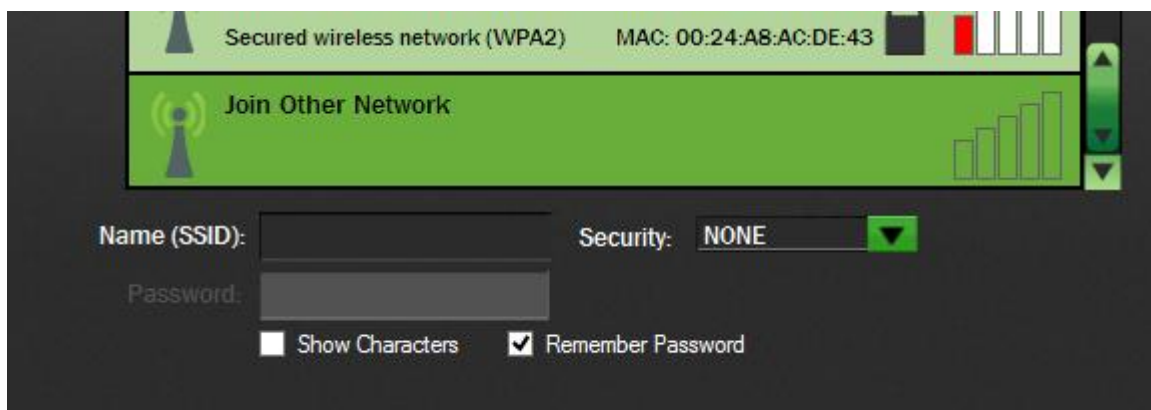 Secured wireless network (WPA2) MAC: 00:24:A8:AC:DE:43
Join Other Network
Name (SSID): Security: NONE
Password:
Show Characters Remember Password